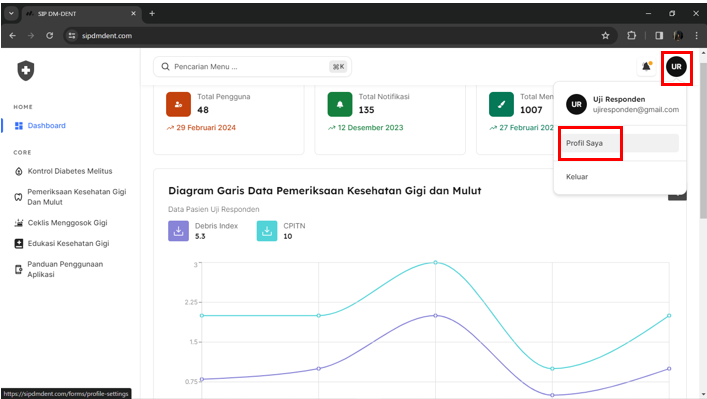 SIP DM-DENT
sipdmdent.com
Pencarian Menu ...
⌘K
UR
HOME
Dashboard
CORE
Kontrol Diabetes Melitus
Pemeriksaan Kesehatan Gigi
Dan Mulut
Ceklis Menggosok Gigi
Edukasi Kesehatan Gigi
Panduan Penggunaan
Aplikasi
Total Pengguna
48
29 Februari 2024
Total Notifikasi
135
12 Desember 2023
Total Men
1007
27 Februari 202
UR
Uji Responden
ujiresponden@gmail.com
Profil Saya
Keluar
Diagram Garis Data Pemeriksaan Kesehatan Gigi dan Mulut
Data Pasien Uji Responden
Debris Index
5.3
CPITN
10
3
2.25
1.5
0.75
https://sipdmdent.com/forms/profile-settings